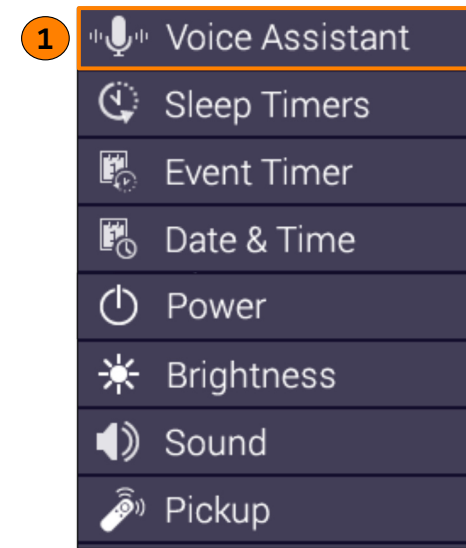 1 Voice Assistant
Sleep Timers
Event Timer
Date & Time
Power
Brightness
Sound
Pickup